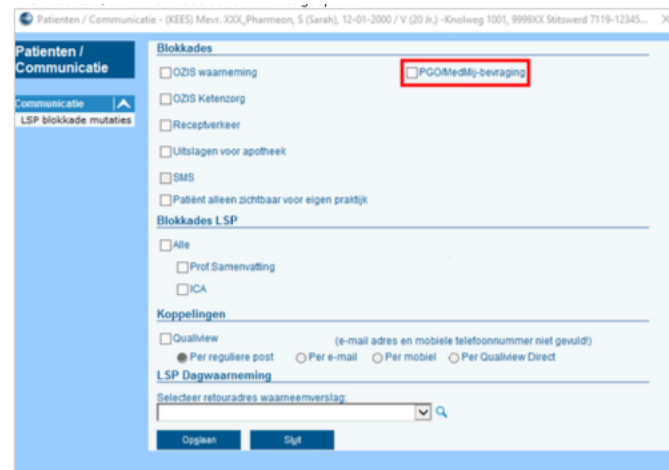 Patienten / Communicatie - (KEES) Mevr. XXX_Pharmeon, S (Sarah), 12-01-2000 / V (20 Jr.) -Knolweg 1001, 9999XX Stitswerd 7119-12345...
Patienten /
Communicatie
Communicatie
LSP blokkade mutaties
Blokkades
OZIS waarneming
PGO/MedMij-bevraging
OZIS Ketenzorg
Receptverkeer
Uitslagen voor apotheek
SMS
Patiënt alleen zichtbaar voor eigen praktijk
Blokkades LSP
Alle
Prof.Samenvatting
ICA
Koppelingen
Qualiview (e-mail adres en mobiele telefoonnummer niet gevuld!)
Per reguliere post Per e-mail Per mobiel Per Qualiview Direct
LSP Dagwaarneming
Selecteer retouradres waarneemverslag:
Opslaan Sluit